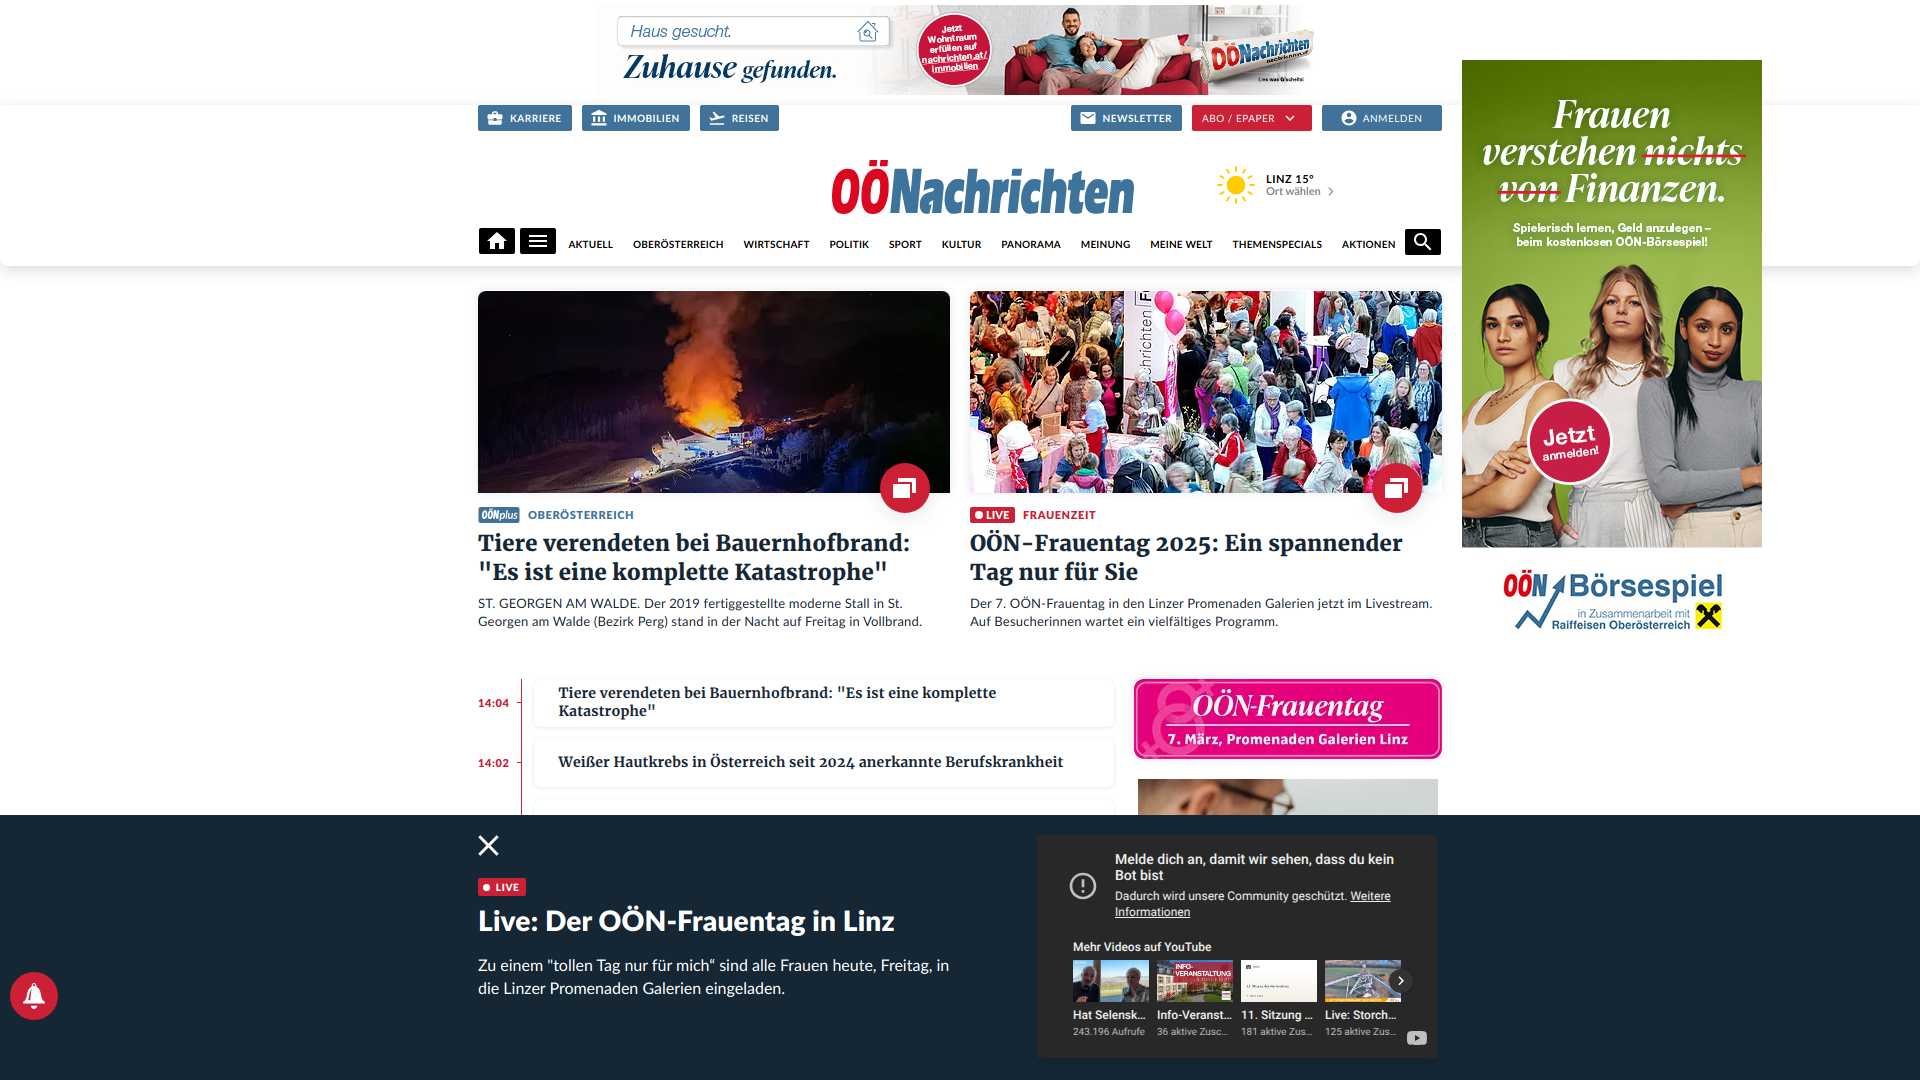 Haus gesucht.
Zuhause gefunden.
Jetzt
Wohntraum
erfüllen auf
nachrichten.at/
immobilien
OÖNachrichten
Lies was G'scheits!
KARRIERE
IMMOBILIEN
REISEN
NEWSLETTER
ABO / EPAPER
ANMELDEN
OÖNachrichten
LINZ 15°
Ort wählen
AKTUELL
OBERÖSTERREICH
WIRTSCHAFT
POLITIK
SPORT
KULTUR
PANORAMA
MEINUNG
MEINE WELT
THEMENSPECIALS
AKTIONEN
Frauen
verstehen nichts
von Finanzen.
Spielerisch lernen, Geld anzulegen –
beim kostenlosen OÖN-Börsespiel!
Jetzt
anmelden!
OÖN Börsespiel
in Zusammenarbeit mit
Raiffeisen Oberösterreich
OÖNplus OBERÖSTERREICH
Tiere verendeten bei Bauernhofbrand:
"Es ist eine komplette Katastrophe"
ST. GEORGEN AM WALDE. Der 2019 fertiggestellte moderne Stall in St.
Georgen am Walde (Bezirk Perg) stand in der Nacht auf Freitag in Vollbrand.
LIVE FRAUENZEIT
OÖN-Frauentag 2025: Ein spannender
Tag nur für Sie
Der 7. OÖN-Frauentag in den Linzer Promenaden Galerien jetzt im Livestream.
Auf Besucherinnen wartet ein vielfältiges Programm.
14:04
Tiere verendeten bei Bauernhofbrand: "Es ist eine komplette
Katastrophe"
14:02
Weißer Hautkrebs in Österreich seit 2024 anerkannte Berufskrankheit
OÖN-Frauentag
7. März, Promenaden Galerien Linz
LIVE
Live: Der OÖN-Frauentag in Linz
Zu einem "tollen Tag nur für mich“ sind alle Frauen heute, Freitag, in
die Linzer Promenaden Galerien eingeladen.
Melde dich an, damit wir sehen, dass du kein
Bot bist
Dadurch wird unsere Community geschützt. Weitere
Informationen
Mehr Videos auf YouTube
INFO-
VERANSTALTUNG
Hat Selensk...
243.196 Aufrufe
Info-Veranst...
36 aktive Zusc...
11. Sitzung ...
181 aktive Zus...
Live: Storch...
125 aktive Zus...